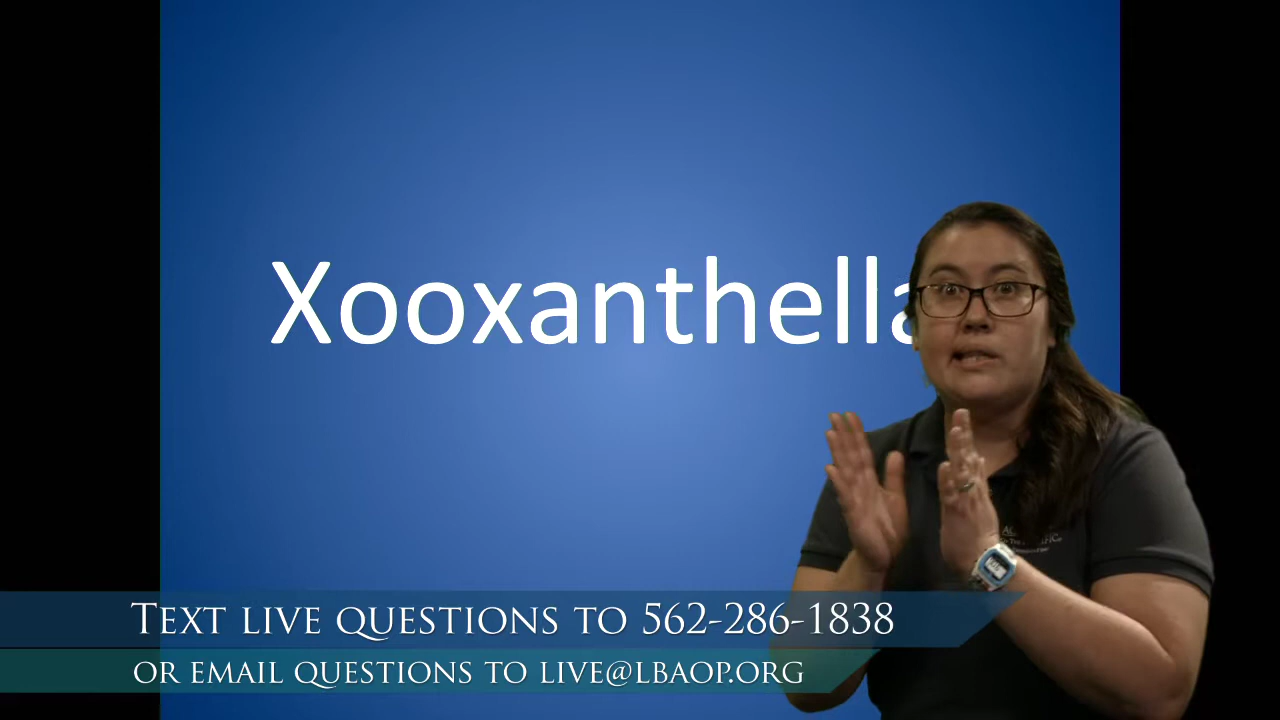 Xooxanthella
Text live questions to 562-286-1838
or email questions to live@lbaop.org